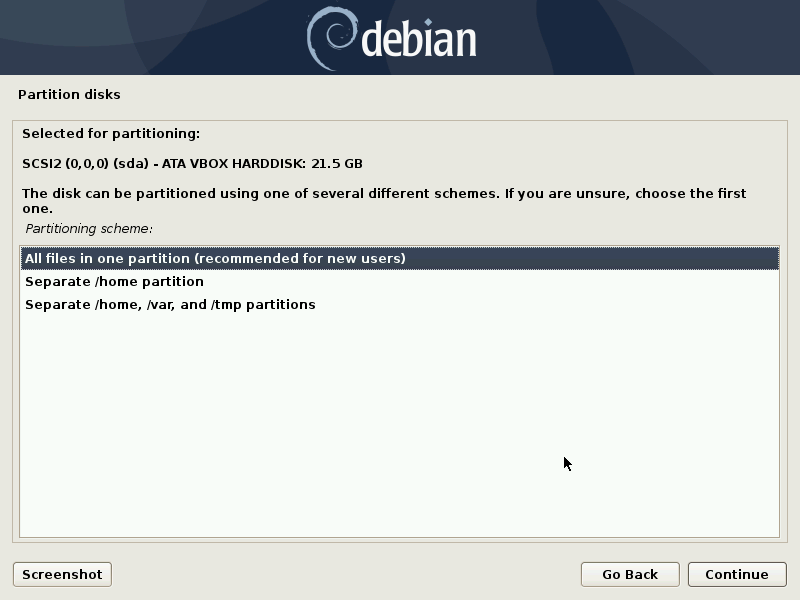 debian
Partition disks
Selected for partitioning:
SCSI2 (0,0,0) (sda) - ATA VBOX HARDDISK: 21.5 GB
The disk can be partitioned using one of several different schemes. If you are unsure, choose the first
one.
Partitioning scheme:
All files in one partition (recommended for new users)
Separate /home partition
Separate /home, /var, and /tmp partitions
Screenshot
Go Back
Continue